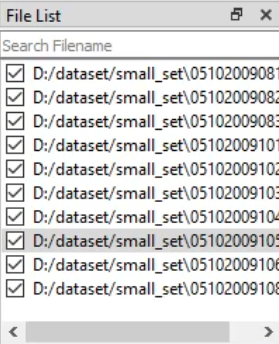 File List
Search Filename
D:/dataset/small_set\05102009081
D:/dataset/small_set\05102009082
D:/dataset/small_set\05102009083
D:/dataset/small_set\05102009101
D:/dataset/small_set\05102009102
D:/dataset/small_set\05102009103
D:/dataset/small_set\05102009104
D:/dataset/small_set\05102009105
D:/dataset/small_set\05102009106
D:/dataset/small_set\05102009108